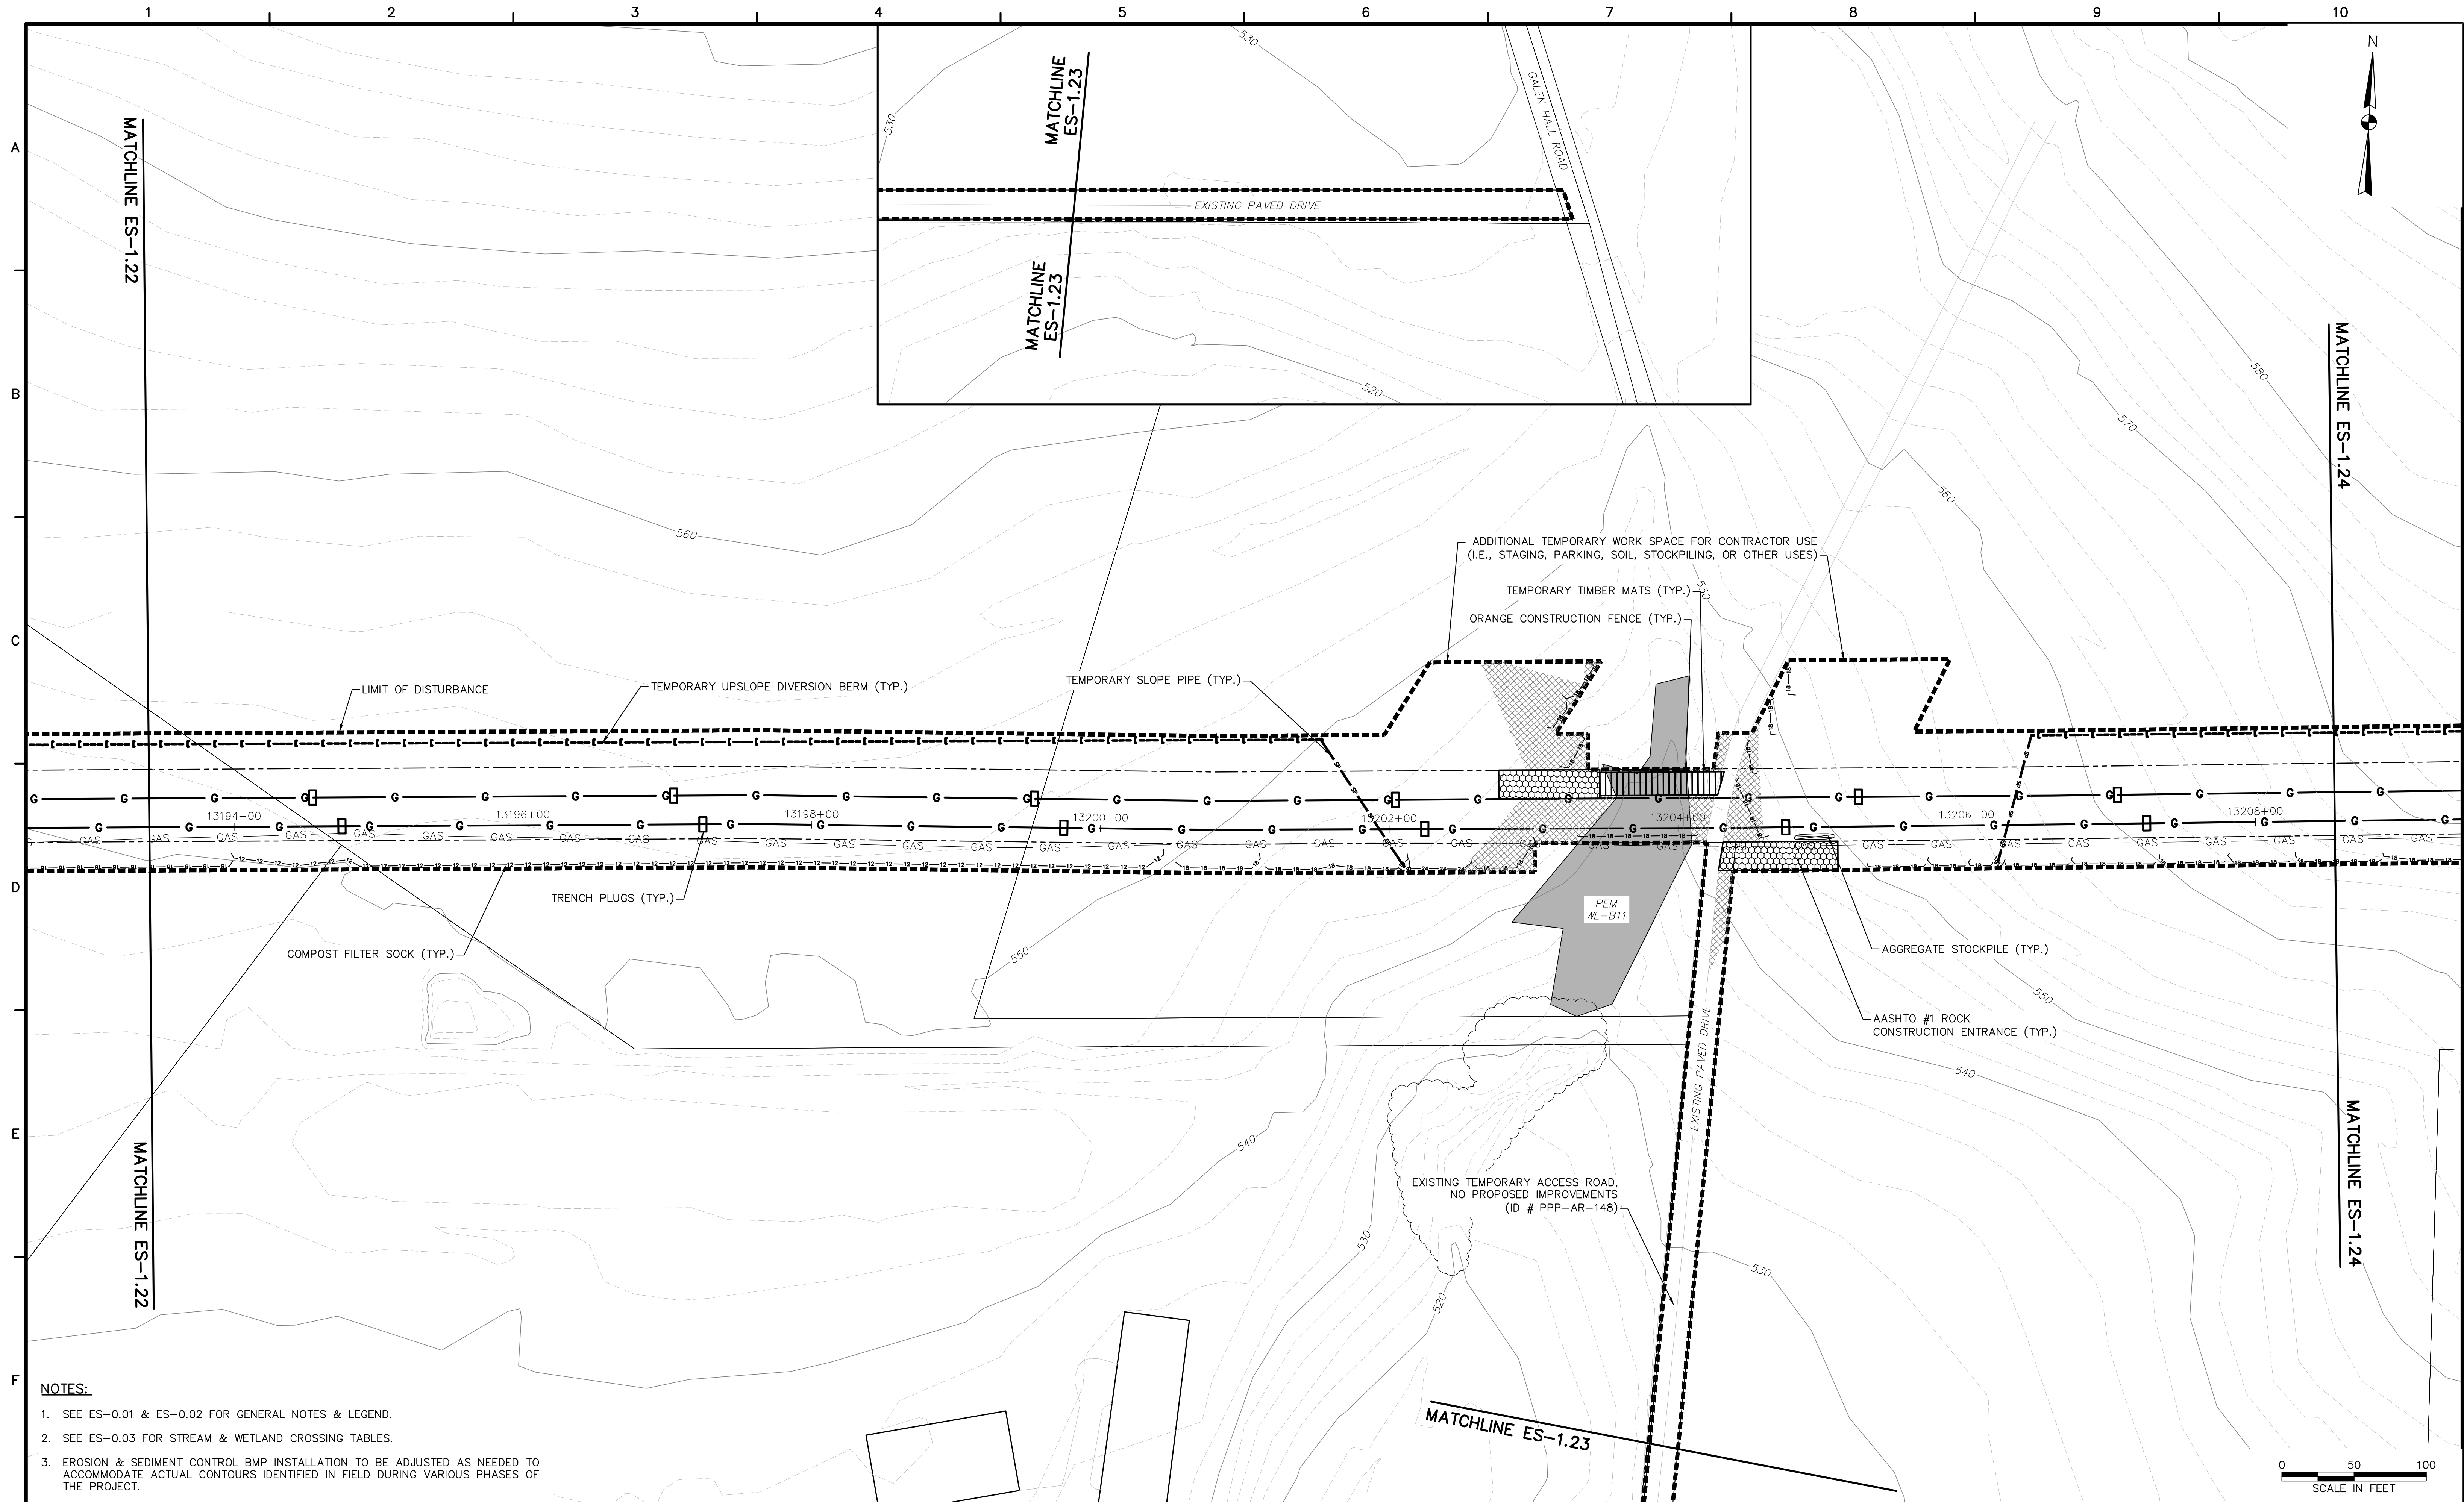 1 2 3 4 5 6 7 8 9 10
A
B
C
D
E
F
N
MATCHLINE ES-1.22
MATCHLINE ES-1.22
MATCHLINE
ES-1.23
MATCHLINE
ES-1.23
530
530
520
GALEN HALL ROAD
EXISTING PAVED DRIVE
MATCHLINE ES-1.24
MATCHLINE ES-1.24
580
570
560
560
550
ADDITIONAL TEMPORARY WORK SPACE FOR CONTRACTOR USE
(I.E., STAGING, PARKING, SOIL, STOCKPILING, OR OTHER USES)
TEMPORARY TIMBER MATS (TYP.)
ORANGE CONSTRUCTION FENCE (TYP.)
TEMPORARY SLOPE PIPE (TYP.)
LIMIT OF DISTURBANCE
TEMPORARY UPSLOPE DIVERSION BERM (TYP.)
13194+00
13196+00
13198+00
13200+00
13202+00
13204+00
13206+00
13208+00
TRENCH PLUGS (TYP.)
COMPOST FILTER SOCK (TYP.)
PEM
WL-B11
AGGREGATE STOCKPILE (TYP.)
AASHTO #1 ROCK
CONSTRUCTION ENTRANCE (TYP.)
550
550
540
540
530
530
520
EXISTING PAVED DRIVE
EXISTING TEMPORARY ACCESS ROAD,
NO PROPOSED IMPROVEMENTS
(ID # PPP-AR-148)
MATCHLINE ES-1.23
NOTES:
1. SEE ES-0.01 & ES-0.02 FOR GENERAL NOTES & LEGEND.
2. SEE ES-0.03 FOR STREAM & WETLAND CROSSING TABLES.
3. EROSION & SEDIMENT CONTROL BMP INSTALLATION TO BE ADJUSTED AS NEEDED TO
ACCOMMODATE ACTUAL CONTOURS IDENTIFIED IN FIELD DURING VARIOUS PHASES OF
THE PROJECT.
0 50 100
SCALE IN FEET